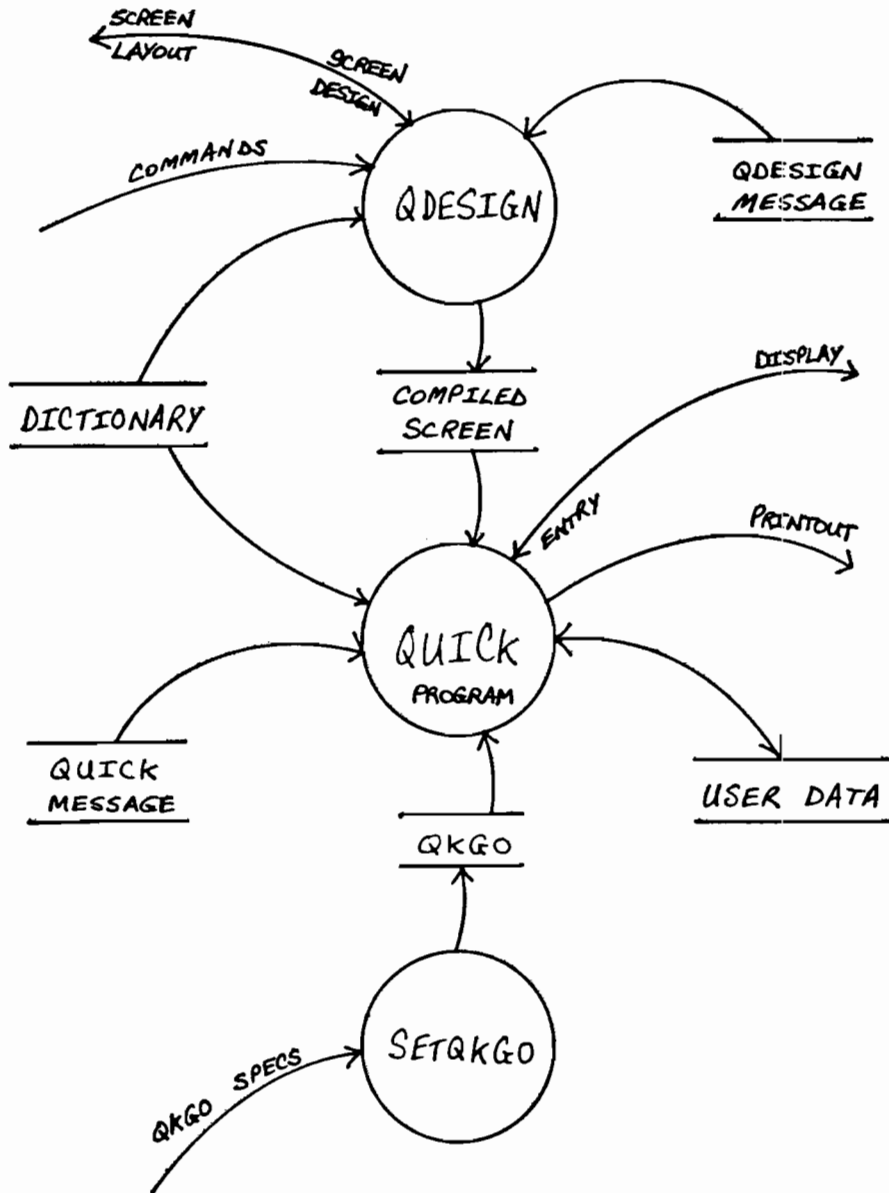 SCREEN
LAYOUT
SCREEN
DESIGN
COMMANDS
QDESIGN
QDESIGN
MESSAGE
DICTIONARY
COMPILED
SCREEN
DISPLAY
ENTRY
PRINTOUT
QUICK
PROGRAM
QUICK
MESSAGE
USER DATA
QKGO
SETQKGO
QKGO SPECS